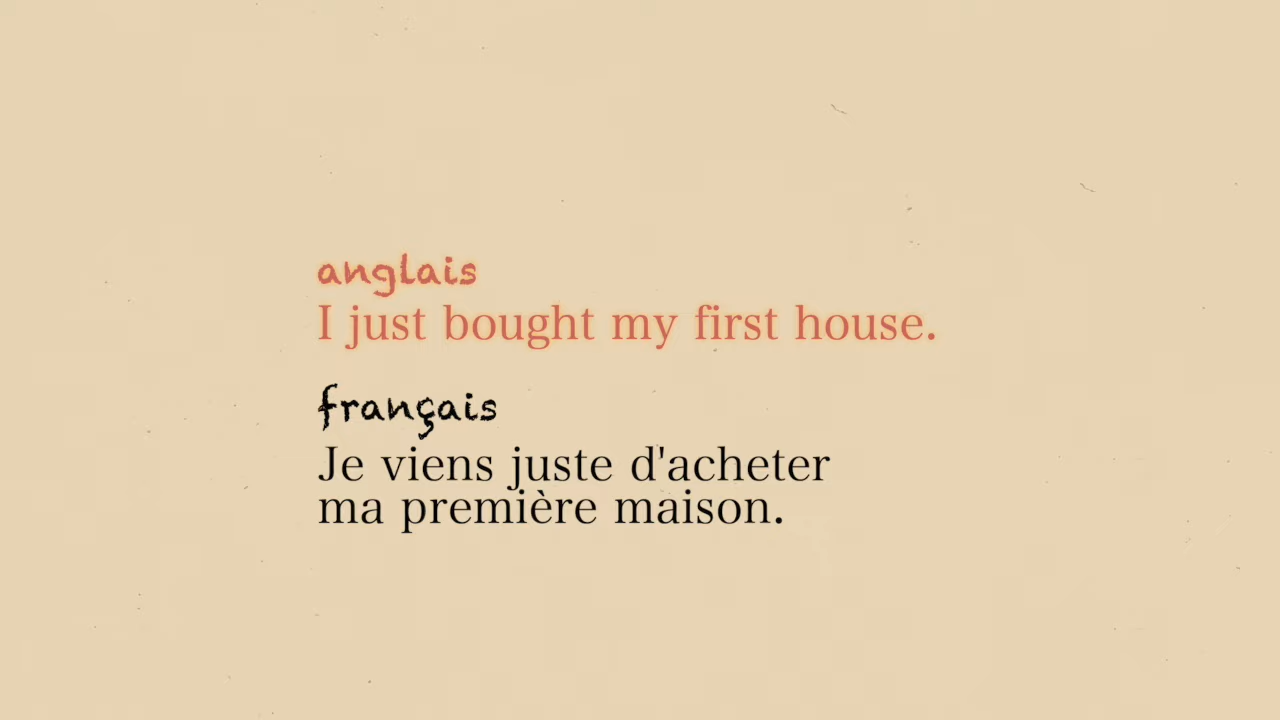 anglais
I just bought my first house.
français
Je viens juste d'acheter
ma première maison.